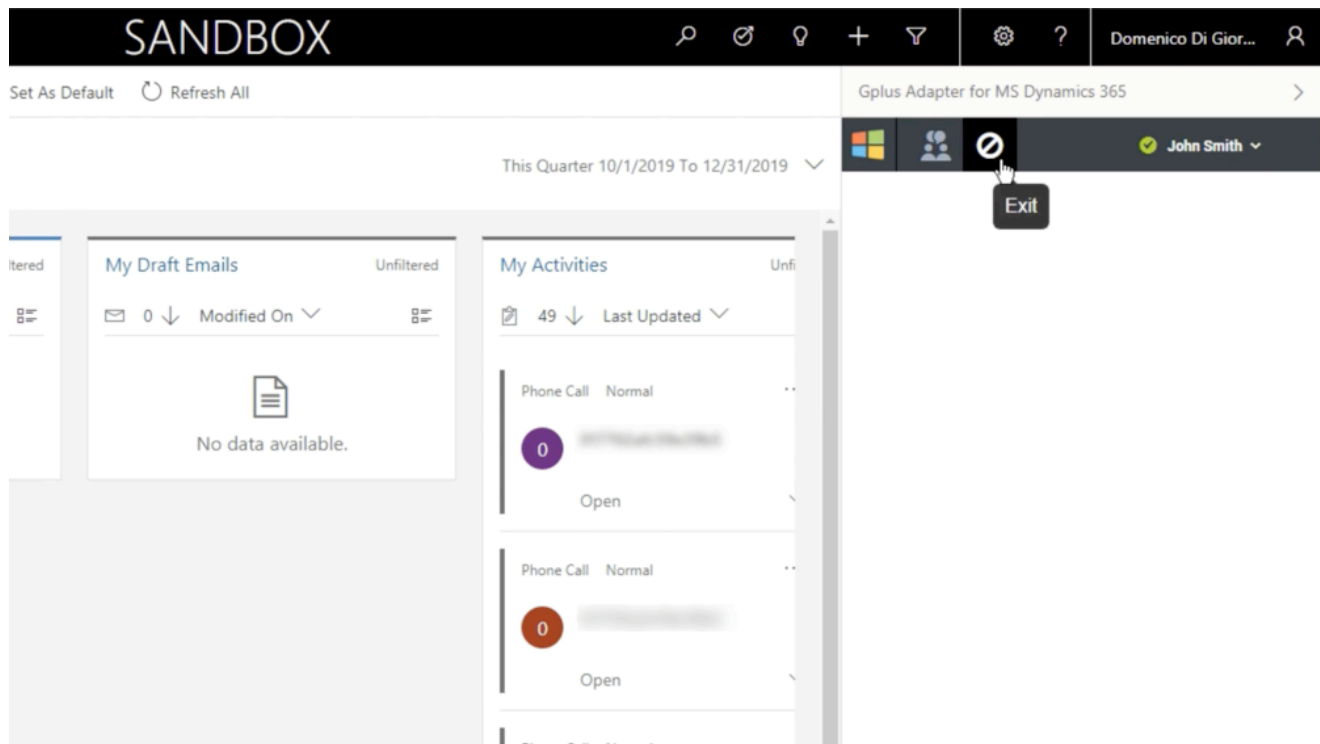 SANDBOX
? Domenico Di Gior...
Set As Default Refresh All
Gplus Adapter for MS Dynamics 365
John Smith
This Quarter 10/1/2019 To 12/31/2019
Exit
My Draft Emails Unfiltered
0 Modified On
No data available.
My Activities
49 Last Updated
Phone Call Normal
0
Open
Phone Call Normal
0
Open